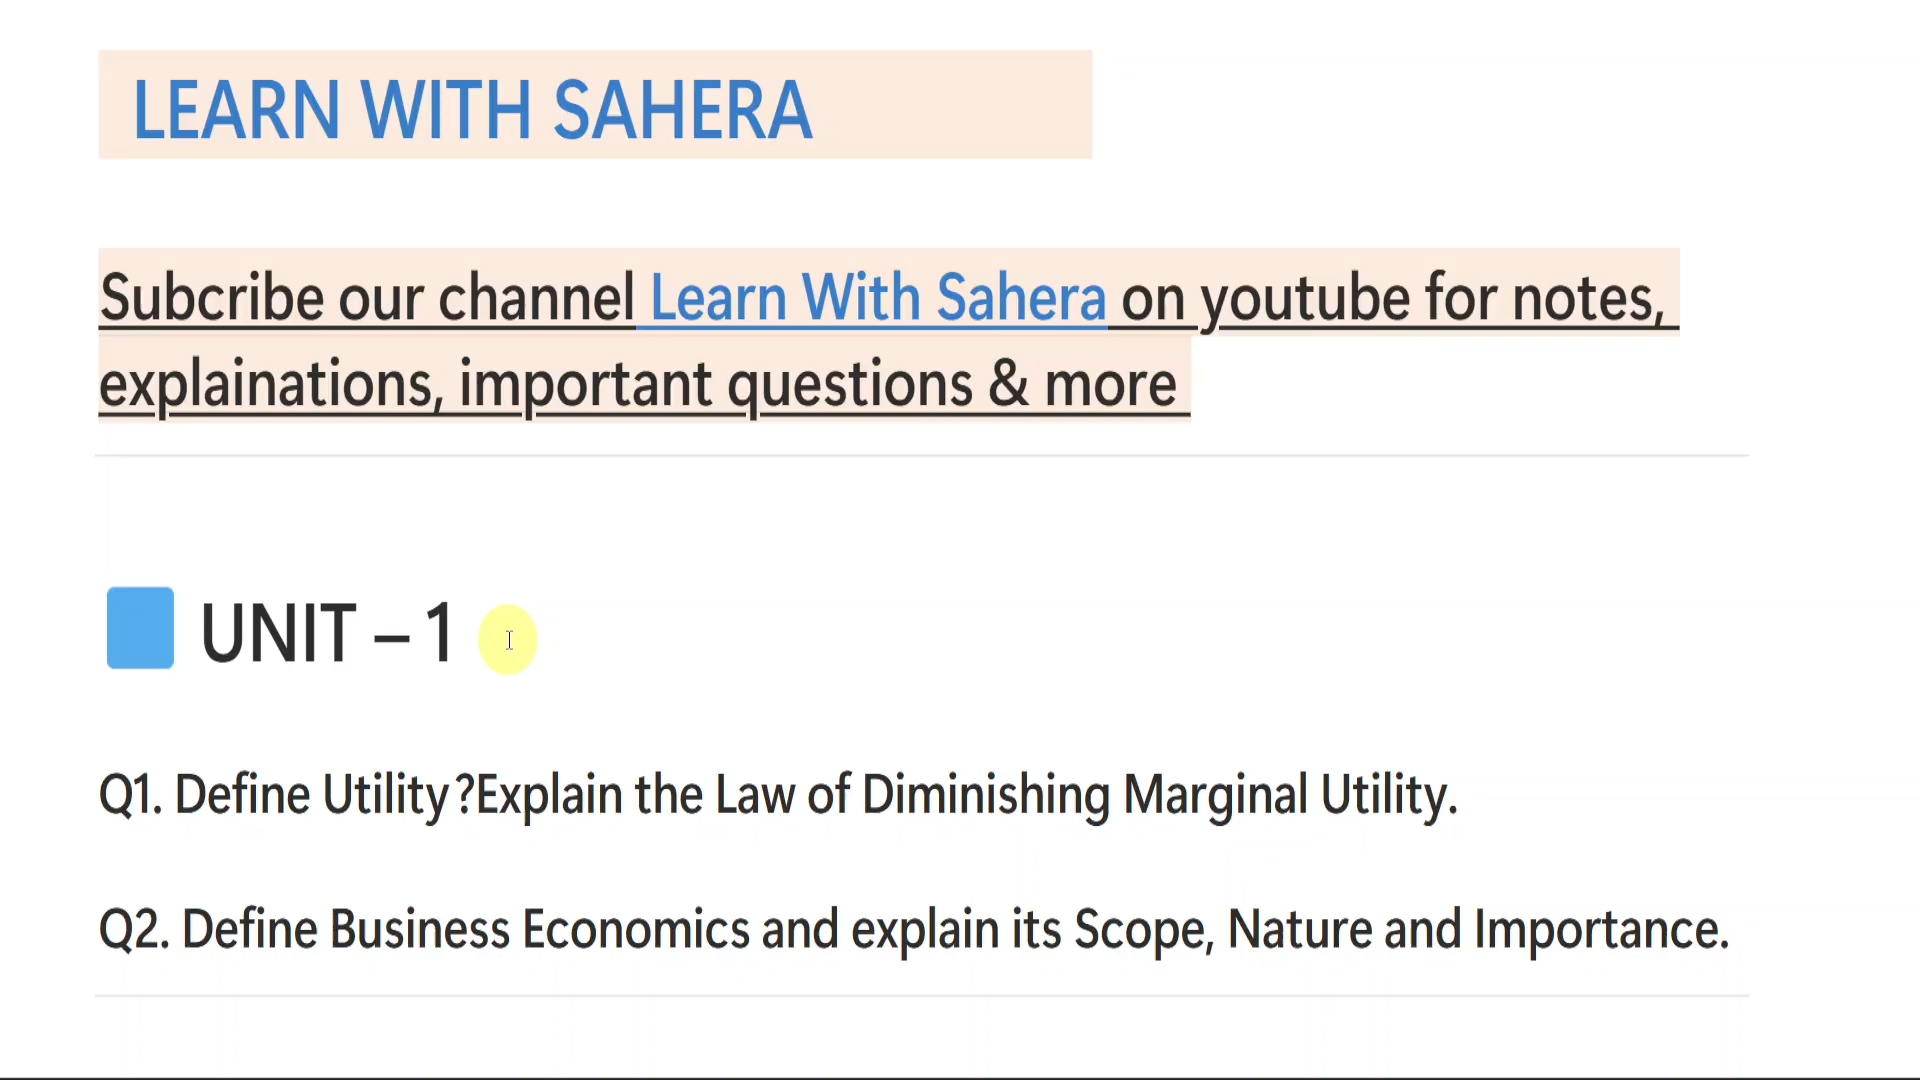 LEARN WITH SAHERA
Subcribe our channel Learn With Sahera on youtube for notes,
explainations, important questions & more
UNIT – 1
Q1. Define Utility?Explain the Law of Diminishing Marginal Utility.
Q2. Define Business Economics and explain its Scope, Nature and Importance.